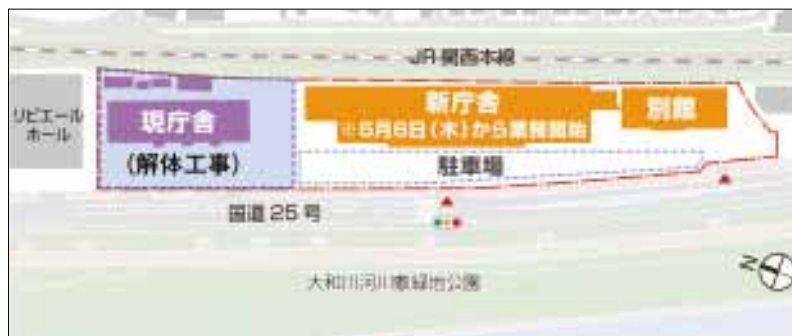 JR関西本線
リビエール
ホール
現庁舎
(解体工事)
新庁舎
※5月6日(木)から業務開始
別館
駐車場
国道25号
大和川河川敷緑地公園
N